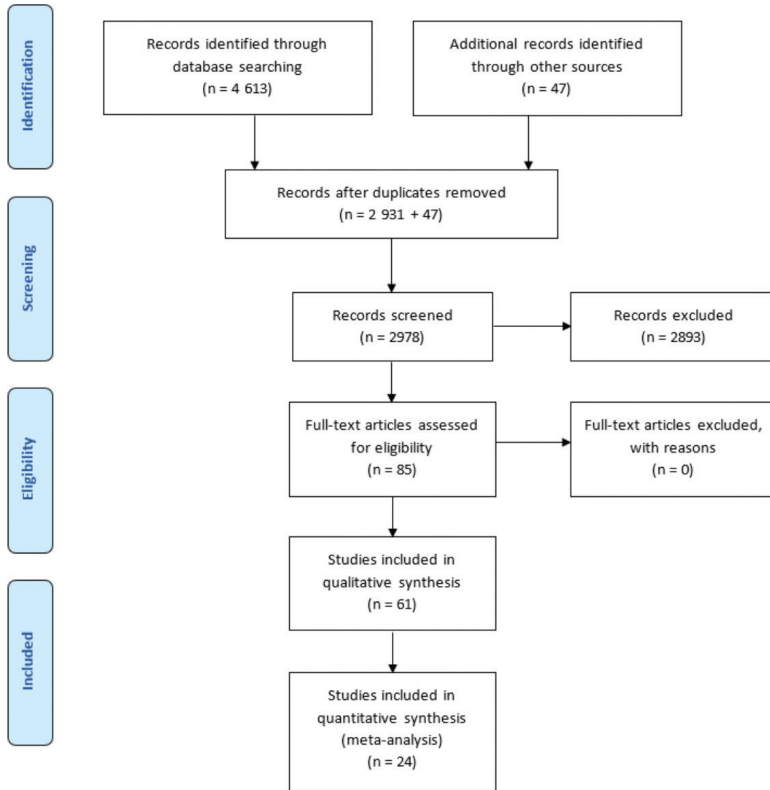 Identification
Records identified through
database searching
(n = 4 613)
Additional records identified
through other sources
(n = 47)
Records after duplicates removed
(n = 2 931 + 47)
Screening
Records screened
(n = 2978)
Records excluded
(n = 2893)
Eligibility
Full-text articles assessed
for eligibility
(n = 85)
Full-text articles excluded,
with reasons
(n = 0)
Studies included in
qualitative synthesis
(n = 61)
Included
Studies included in
quantitative synthesis
(meta-analysis)
(n = 24)